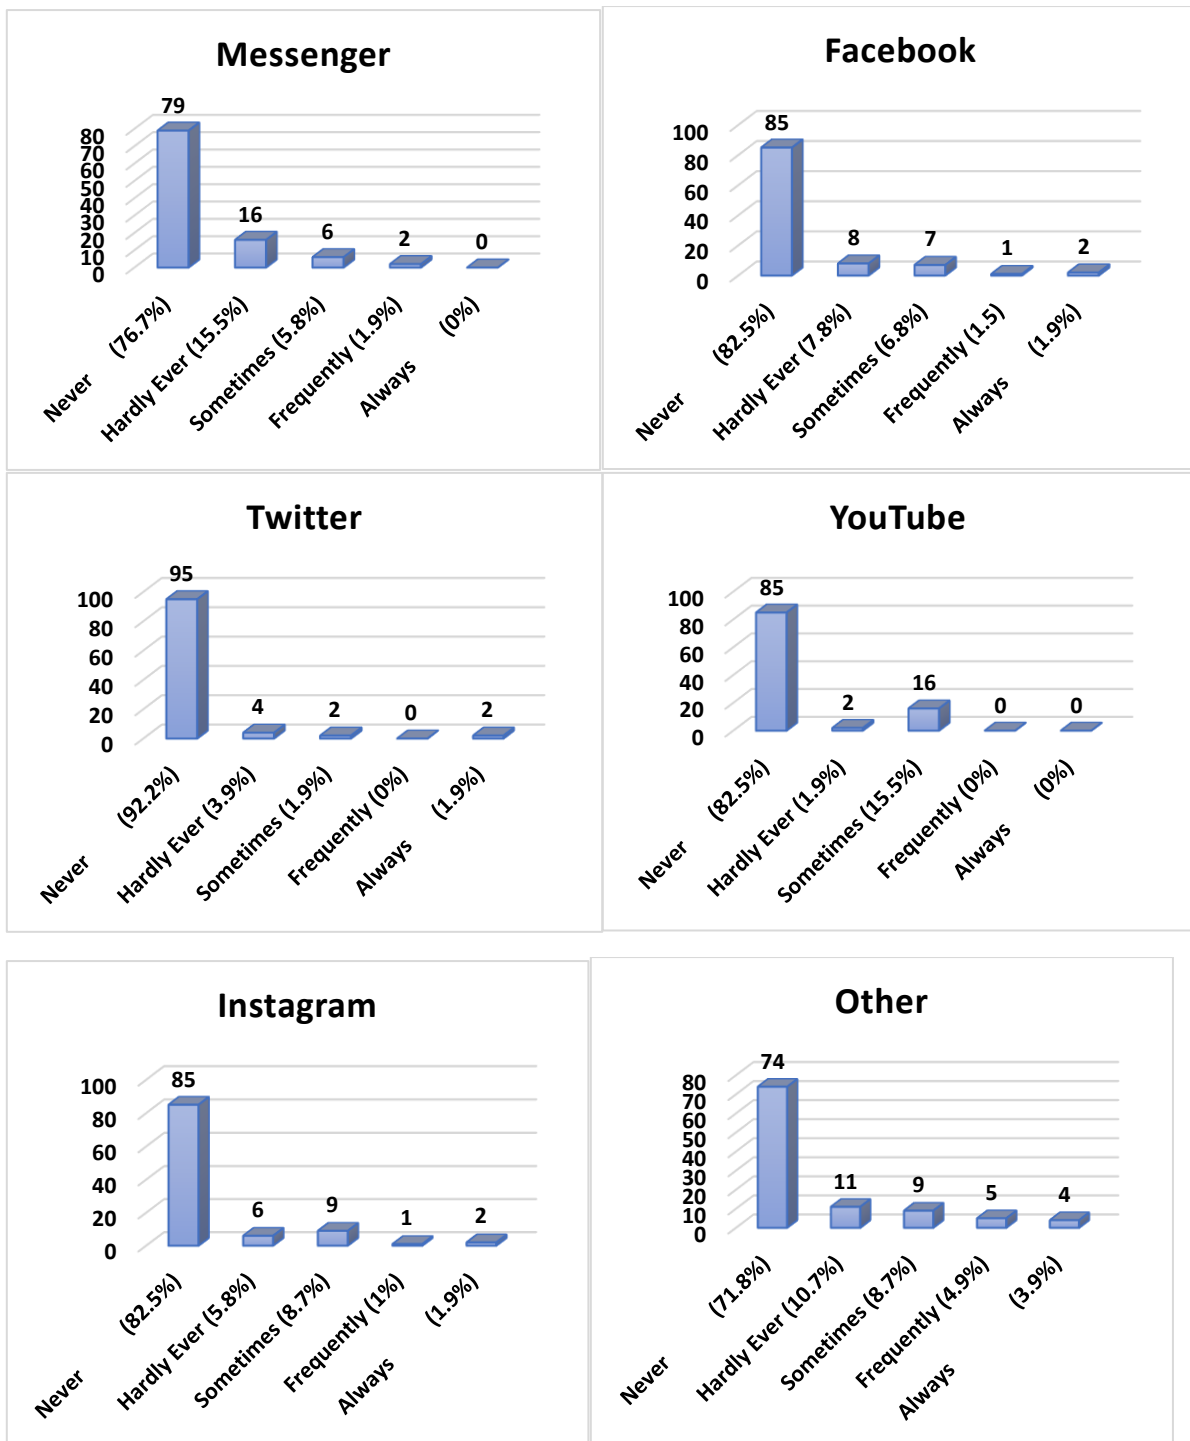 Messenger
79
16
6
2
0
80
70
60
50
40
30
20
10
0
Never (76.7%)
Hardly Ever (15.5%)
Sometimes (5.8%)
Frequently (1.9%)
Always (0%)
Facebook
85
8
7
1
2
100
80
60
40
20
0
Never (82.5%)
Hardly Ever (7.8%)
Sometimes (6.8%)
Frequently (1.5)
Always (1.9%)
Twitter
95
4
2
0
2
100
80
60
40
20
0
Never (92.2%)
Hardly Ever (3.9%)
Sometimes (1.9%)
Frequently (0%)
Always (1.9%)
YouTube
85
2
16
0
0
100
80
60
40
20
0
Never (82.5%)
Hardly Ever (1.9%)
Sometimes (15.5%)
Frequently (0%)
Always (0%)
Instagram
85
6
9
1
2
100
80
60
40
20
0
Never (82.5%)
Hardly Ever (5.8%)
Sometimes (8.7%)
Frequently (1%)
Always (1.9%)
Other
74
11
9
5
4
80
70
60
50
40
30
20
10
0
Never (71.8%)
Hardly Ever (10.7%)
Sometimes (8.7%)
Frequently (4.9%)
Always (3.9%)